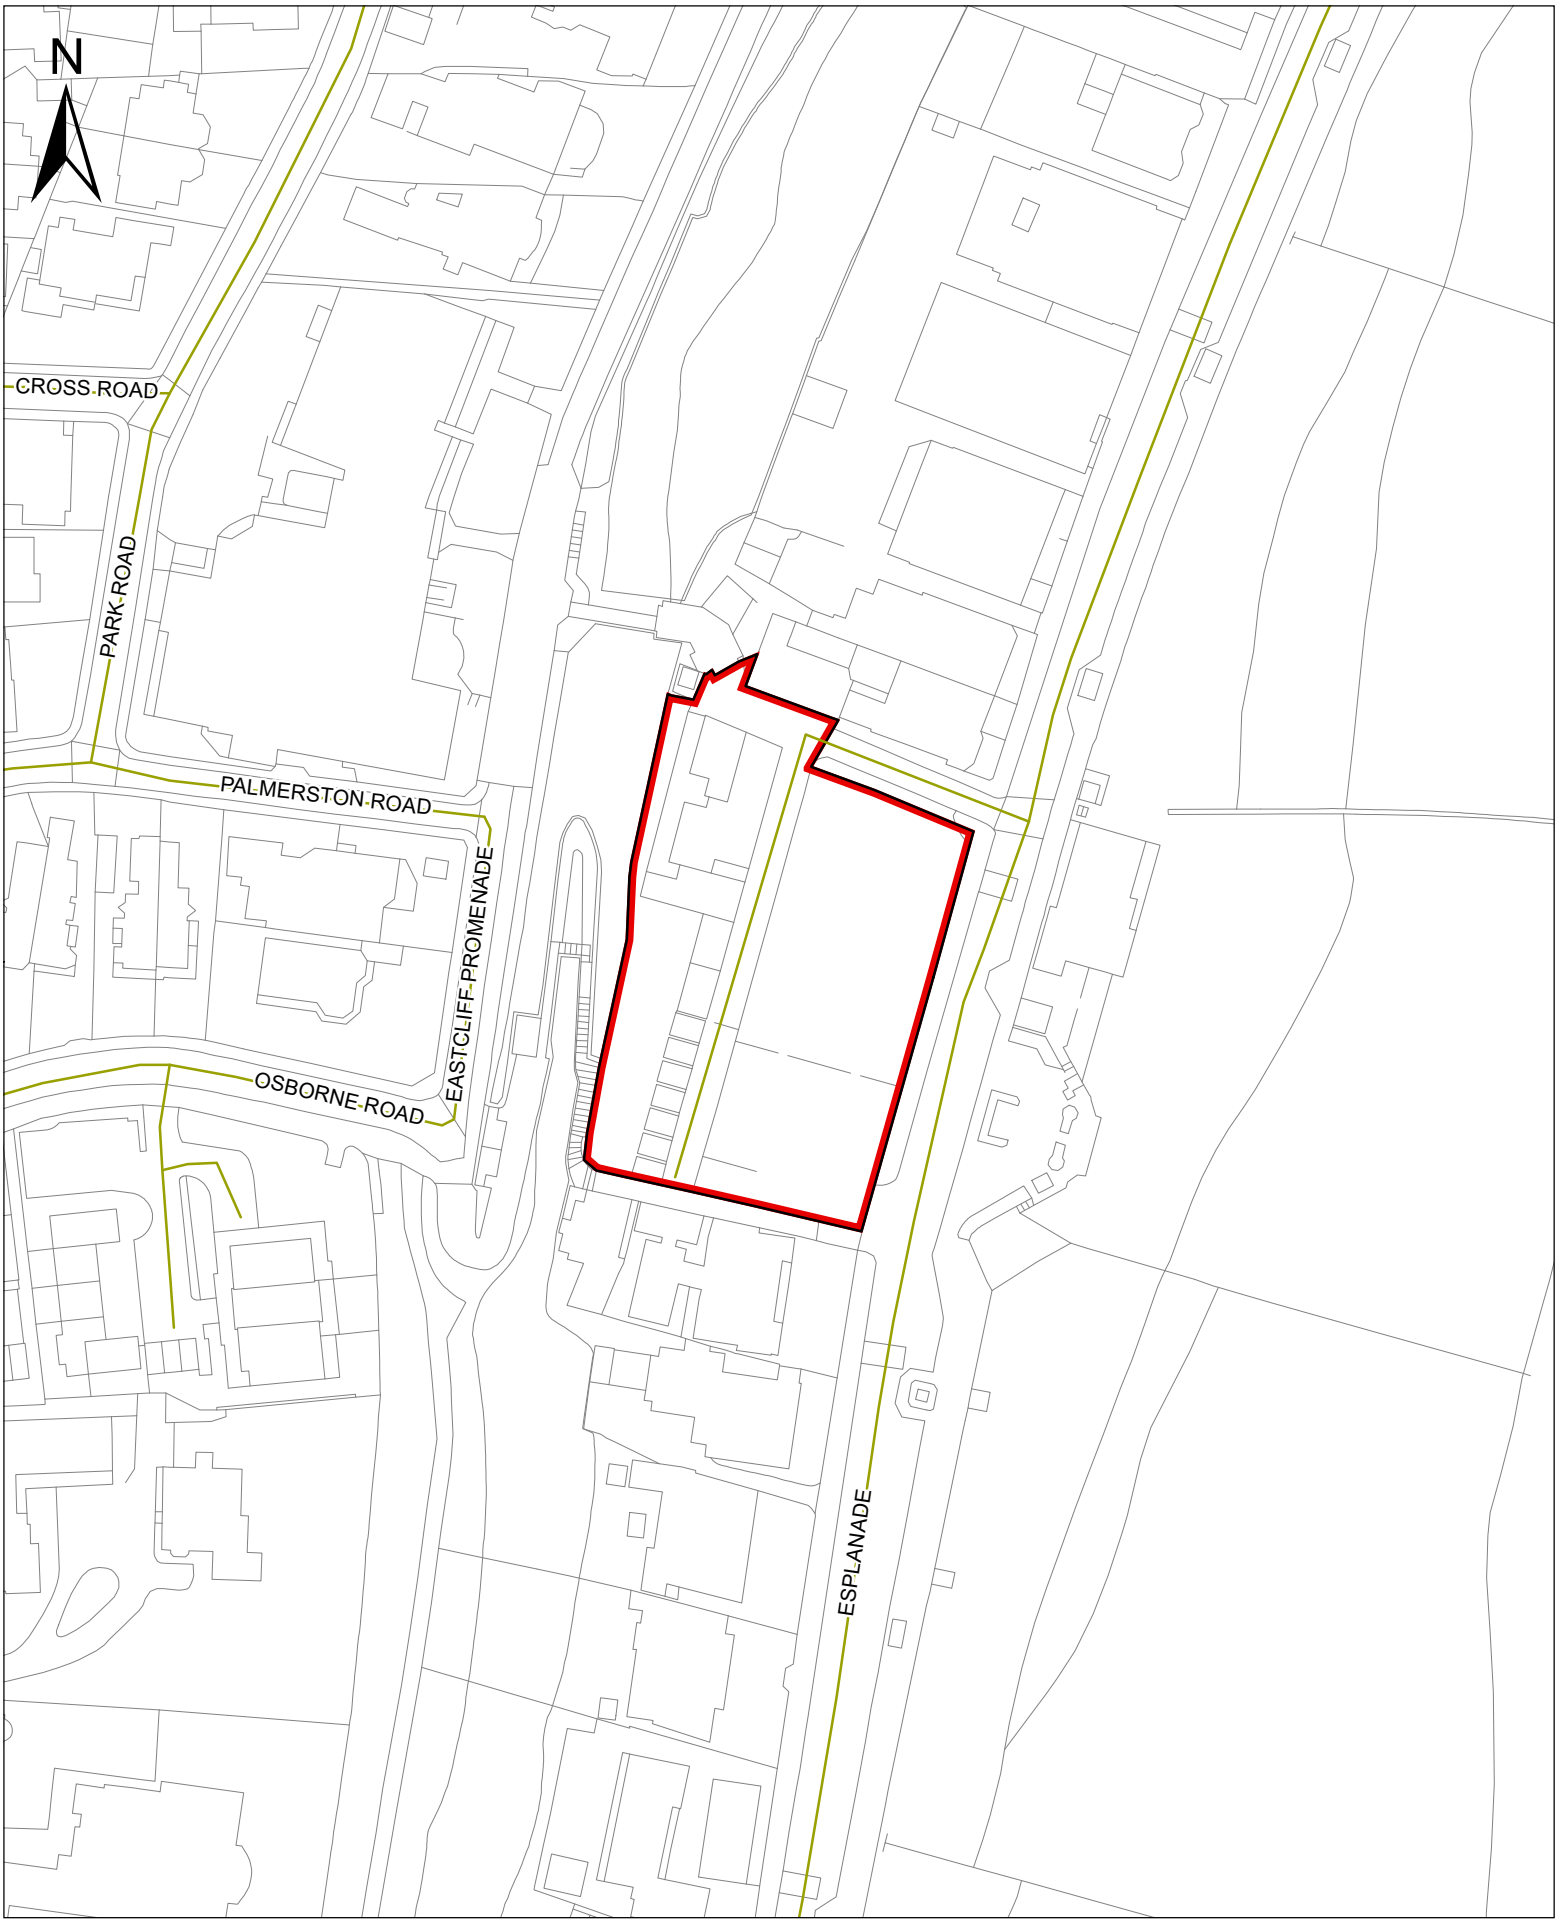 N
CROSS ROAD
PARK ROAD
PALMERSTON ROAD
EASTCLIFF PROMENADE
OSBORNE ROAD
ESPLANADE